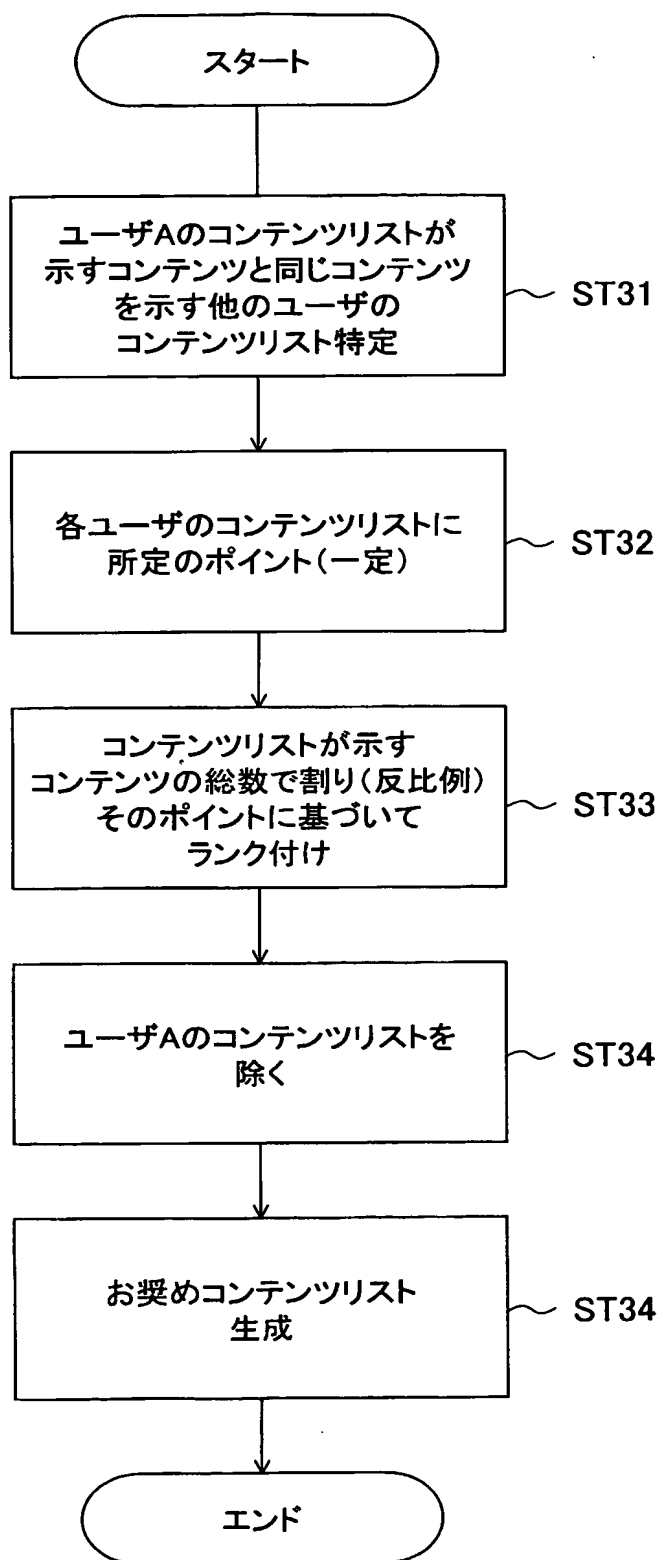 スタート
ユーザAのコンテンツリストが
示すコンテンツと同じコンテンツ
を示す他のユーザの
コンテンツリスト特定
ST31
各ユーザのコンテンツリストに
所定のポイント(一定)
ST32
コンテンツリストが示す
コンテンツの総数で割り(反比例)
そのポイントに基づいて
ランク付け
ST33
ユーザAのコンテンツリストを
除く
ST34
お奨めコンテンツリスト
生成
ST34
エンド